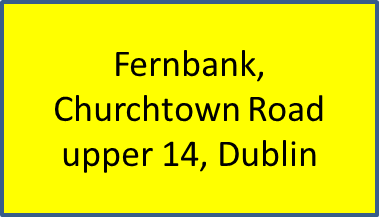 Fernbank,
Churchtown Road
upper 14, Dublin